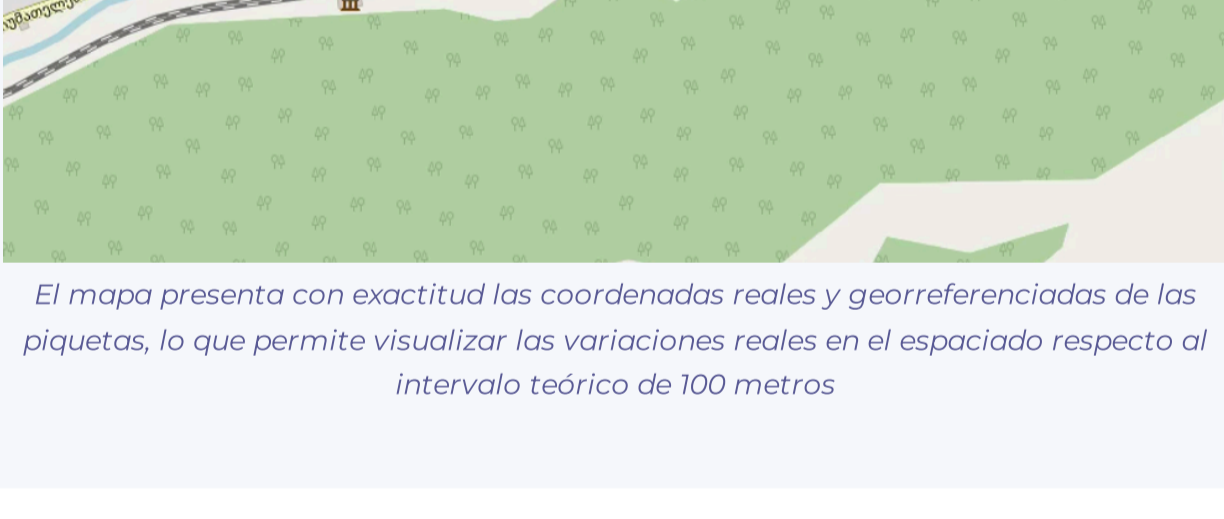 El mapa presenta con exactitud las coordenadas reales y georreferenciadas de las
piquetas, lo que permite visualizar las variaciones reales en el espaciado respecto al
intervalo teórico de 100 metros